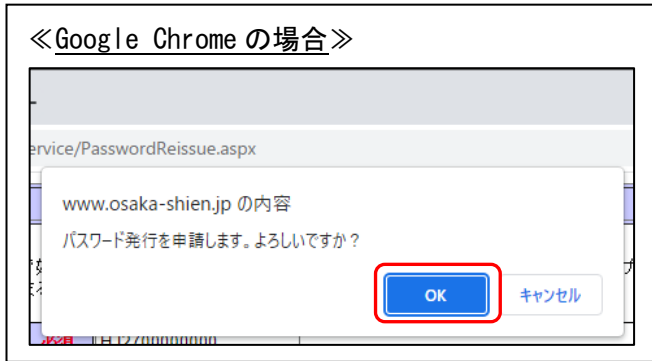 ≪Google Chrome の場合≫
ervice/PasswordReissue.aspx
www.osaka-shien.jp の内容
パスワード発行を申請します。よろしいですか？
OK キャンセル